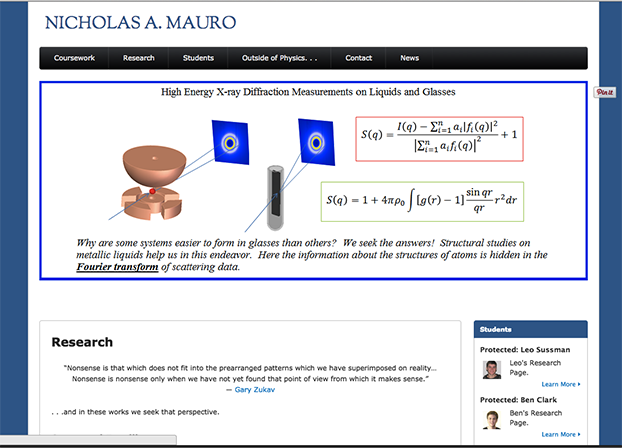 NICHOLAS A. MAURO
Coursework Research Students Outside of Physics. . . Contact News
Pin it
High Energy X-ray Diffraction Measurements on Liquids and Glasses
S(q) = \frac{I(q) − \sum_{i=1}^{n} a_i|f_i(q)|^2}{|\sum_{i=1}^{n} a_i f_i(q)|^2} + 1
S(q) = 1 + 4πρ_0 ∫ [g(r) − 1] \frac{\sin qr}{qr} r^2 dr
Why are some systems easier to form in glasses than others? We seek the answers! Structural studies on
metallic liquids help us in this endeavor. Here the information about the structures of atoms is hidden in the
Fourier transform of scattering data.
Research
"Nonsense is that which does not fit into the prearranged patterns which we have superimposed on reality…
Nonsense is nonsense only when we have not yet found that point of view from which it makes sense."
— Gary Zukav
. . .and in these works we seek that perspective.
Students
Protected: Leo Sussman
Leo's Research
Page.
Learn More
Protected: Ben Clark
Ben's Research
Page.
Learn More